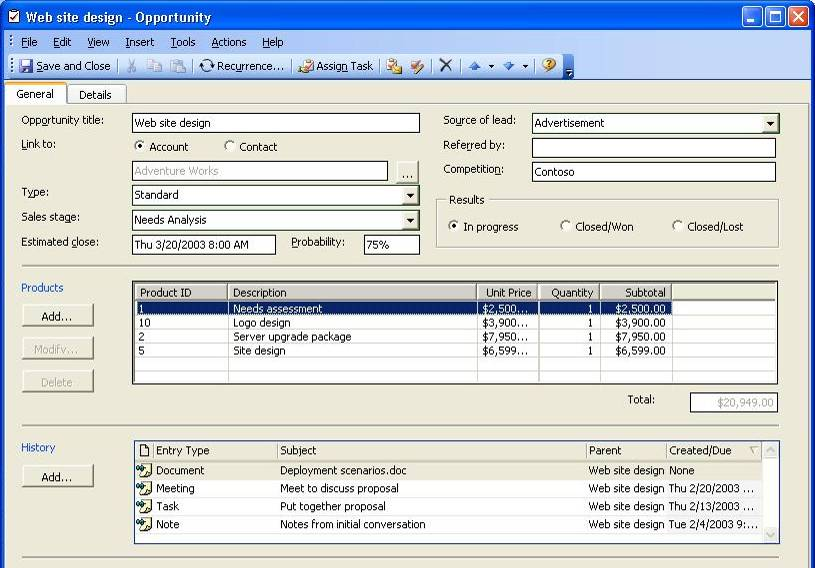 Web site design - Opportunity
File Edit View Insert Tools Actions Help
Save and Close Recurrence... Assign Task
General Details
Opportunity title: Web site design Source of lead: Advertisement
Link to: Account Contact Referred by:
Adventure Works ... Competition: Contoso
Type: Standard Results
Sales stage: Needs Analysis In progress Closed/Won Closed/Lost
Estimated close: Thu 3/20/2003 8:00 AM Probability: 75%
Products Product ID Description Unit Price Quantity Subtotal
Add... 1 Needs assessment $2,500... 1 $2,500.00
10 Logo design $3,900... 1 $3,900.00
Modify... 2 Server upgrade package $7,950... 1 $7,950.00
5 Site design $6,599... 1 $6,599.00
Delete
Total: $20,949.00
History Entry Type Subject Parent Created/Due
Add... Document Deployment scenarios.doc Web site design None
Meeting Meet to discuss proposal Web site design Thu 2/20/2003 ...
Task Put together proposal Web site design Thu 2/13/2003 ...
Note Notes from initial conversation Web site design Tue 2/4/2003 9:...